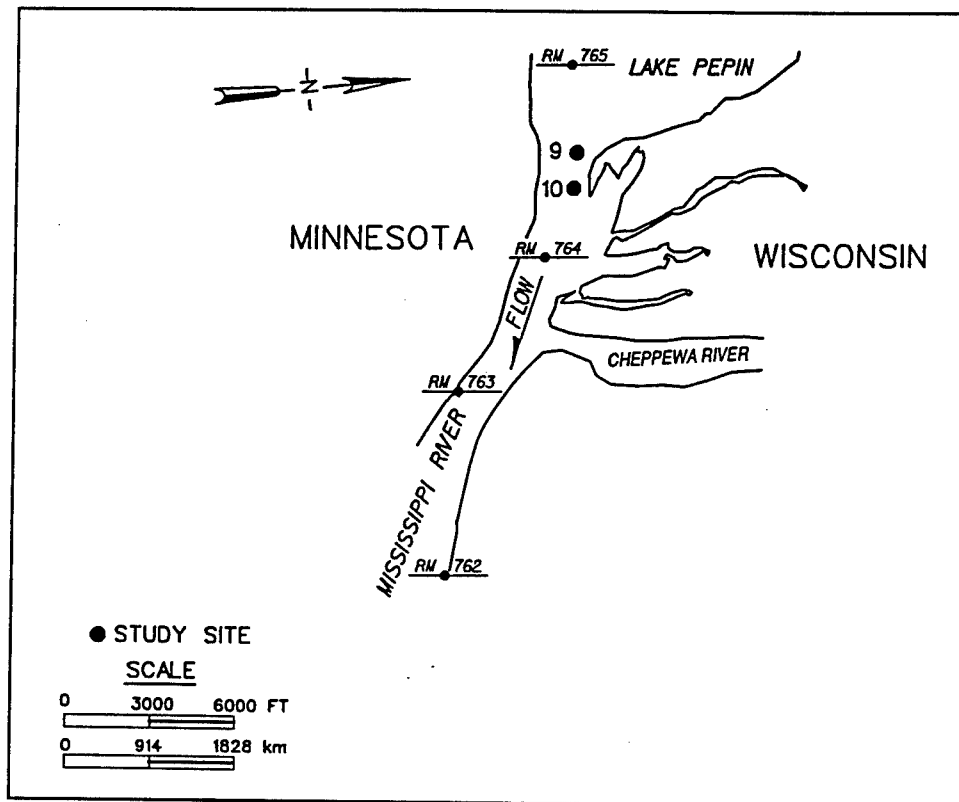 RM 765
LAKE PEPIN
N
9
10
MINNESOTA
RM 764
WISCONSIN
FLOW
CHEPPEWA RIVER
RM 763
MISSISSIPPI RIVER
RM 762
STUDY SITE
SCALE
0 3000 6000 FT
0 914 1828 km